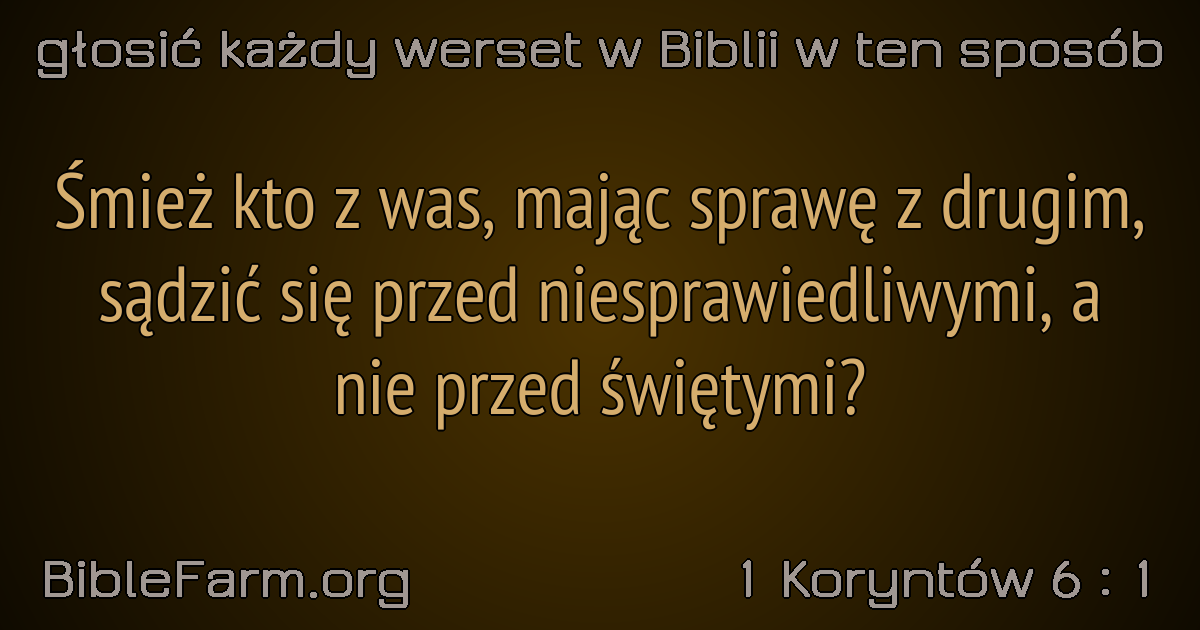 głosić każdy werset w Biblii w ten sposób
Śmież kto z was, mając sprawę z drugim,
sądzić się przed niesprawiedliwymi, a
nie przed świętymi?
BibleFarm.org
1 Koryntów 6 : 1